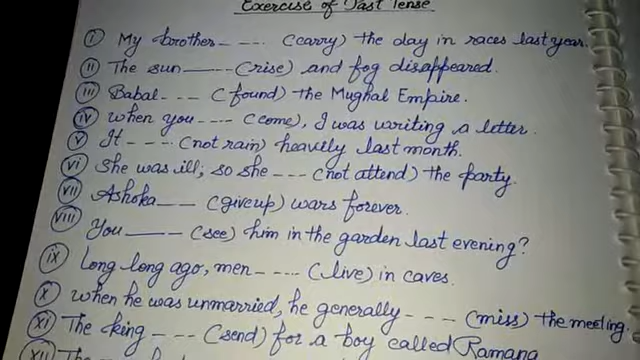 Exercise of Past Tense
i My brother - - - - (carry) the day in races last year.
ii The sun ——— (rise) and fog disappeared.
iii Babal - - - (found) the Mughal Empire.
iv when you - - - - (come), I was writing a letter.
v It - - - - (not rain) heavily last month.
vi She was ill; so she - - - (not attend) the party.
vii Ashoka - - - (give up) wars forever.
viii You ——— (see) him in the garden last evening?
ix Long long ago, men - - - - (live) in caves.
x when he was unmarried, he generally - - - (miss) the meeting.
xi The king - - - (send) for a boy called Ramana
xii The